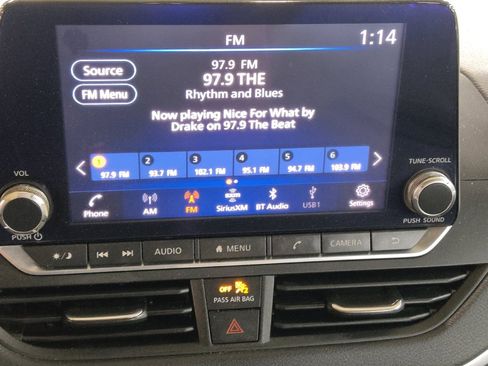 FM
1:14
Source
FM Menu
97.9 FM
97.9 THE
Rhythm and Blues
Now playing Nice For What by
Drake on 97.9 The Beat
1 2 3 4 5 6
97.9 FM 93.7 FM 102.1 FM 95.1 FM 94.7 FM 103.9 FM
Phone AM FM SiriusXM BT Audio USB1 Settings
VOL
PUSH
TUNE·SCROLL
PUSH SOUND
AUDIO MENU CAMERA
OFF
PASS AIR BAG